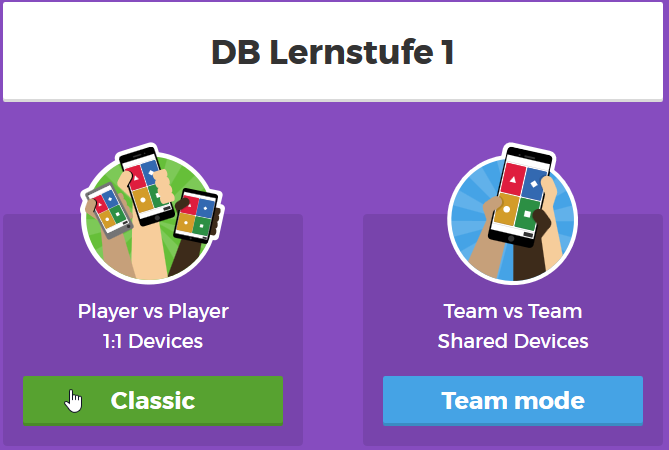 DB Lernstufe 1
Player vs Player
1:1 Devices
Classic
Team vs Team
Shared Devices
Team mode